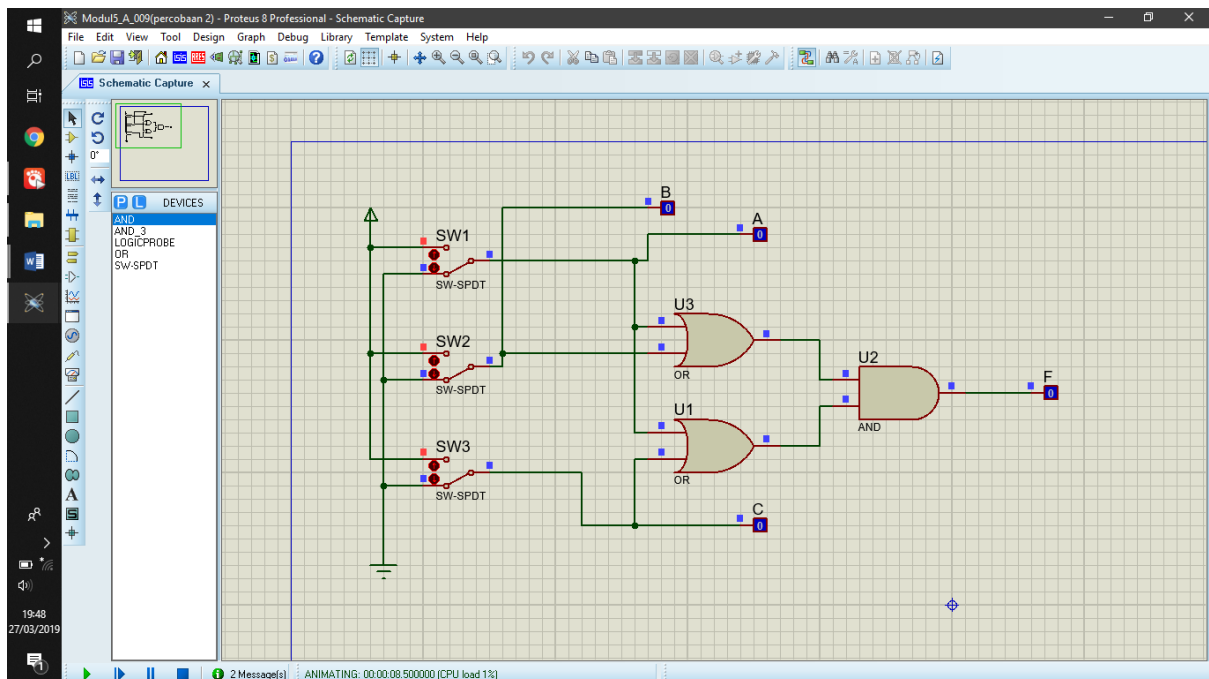 Modul5_A_009(percobaan 2) - Proteus 8 Professional - Schematic Capture
File Edit View Tool Design Graph Debug Library Template System Help
Schematic Capture
0°
P L DEVICES
AND
AND_3
LOGICPROBE
OR
SW-SPDT
LBL
A
S
B
0
A
0
SW1
SW-SPDT
U3
OR
SW2
SW-SPDT
U2
AND
F
0
U1
OR
SW3
SW-SPDT
C
0
19:48
27/03/2019
2 Message(s) ANIMATING: 00:00:08.500000 (CPU load 1%)